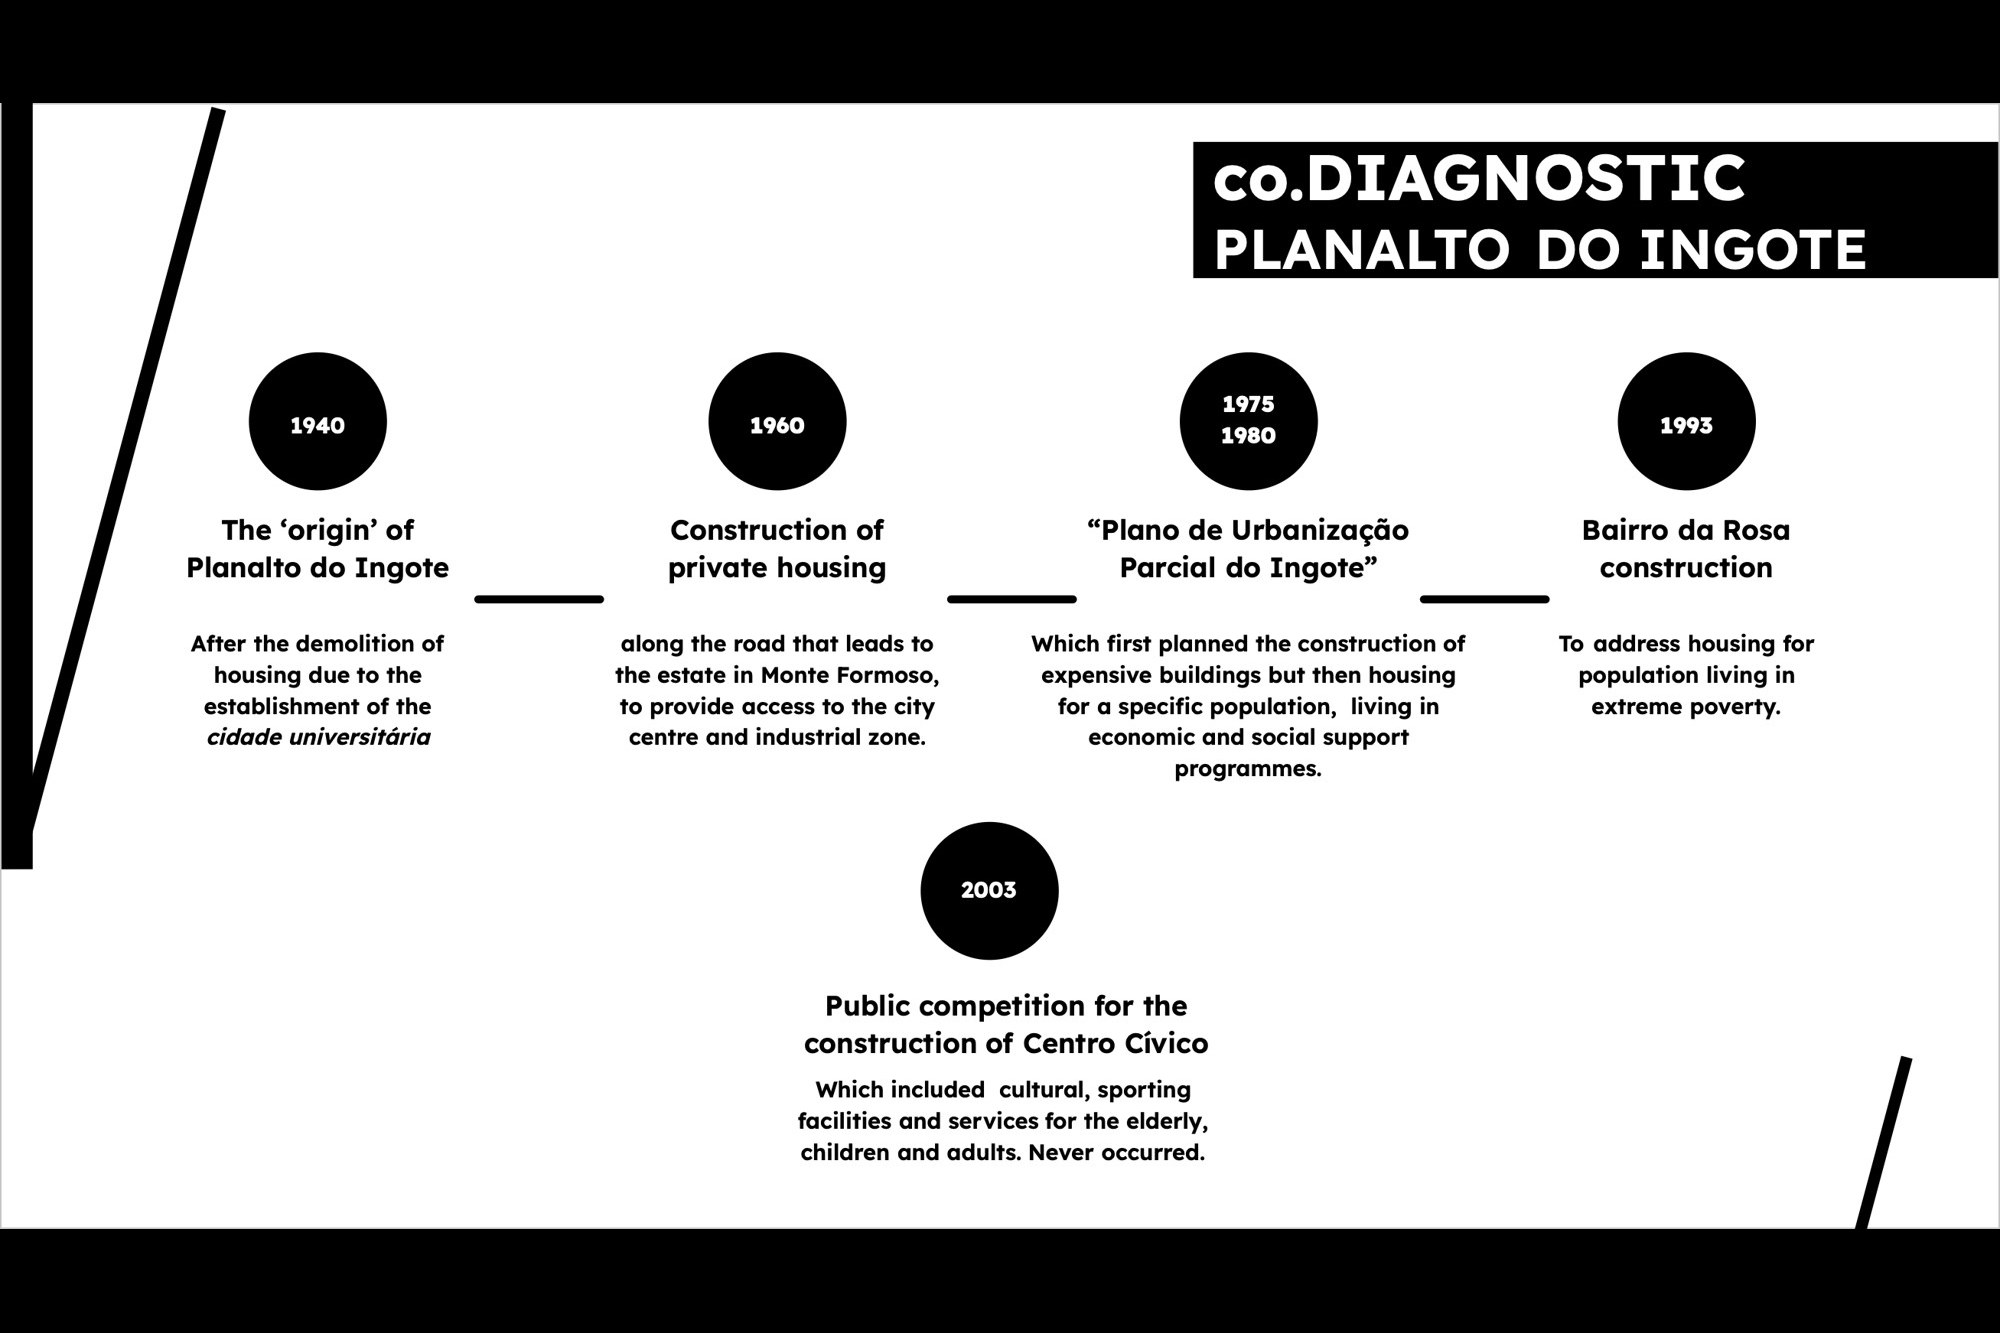 co.DIAGNOSTIC
PLANALTO DO INGOTE
1940
The ‘origin’ of
Planalto do Ingote
After the demolition of
housing due to the
establishment of the
cidade universitária
1960
Construction of
private housing
along the road that leads to
the estate in Monte Formoso,
to provide access to the city
centre and industrial zone.
1975
1980
“Plano de Urbanização
Parcial do Ingote”
Which first planned the construction of
expensive buildings but then housing
for a specific population, living in
economic and social support
programmes.
1993
Bairro da Rosa
construction
To address housing for
population living in
extreme poverty.
2003
Public competition for the
construction of Centro Cívico
Which included cultural, sporting
facilities and services for the elderly,
children and adults. Never occurred.